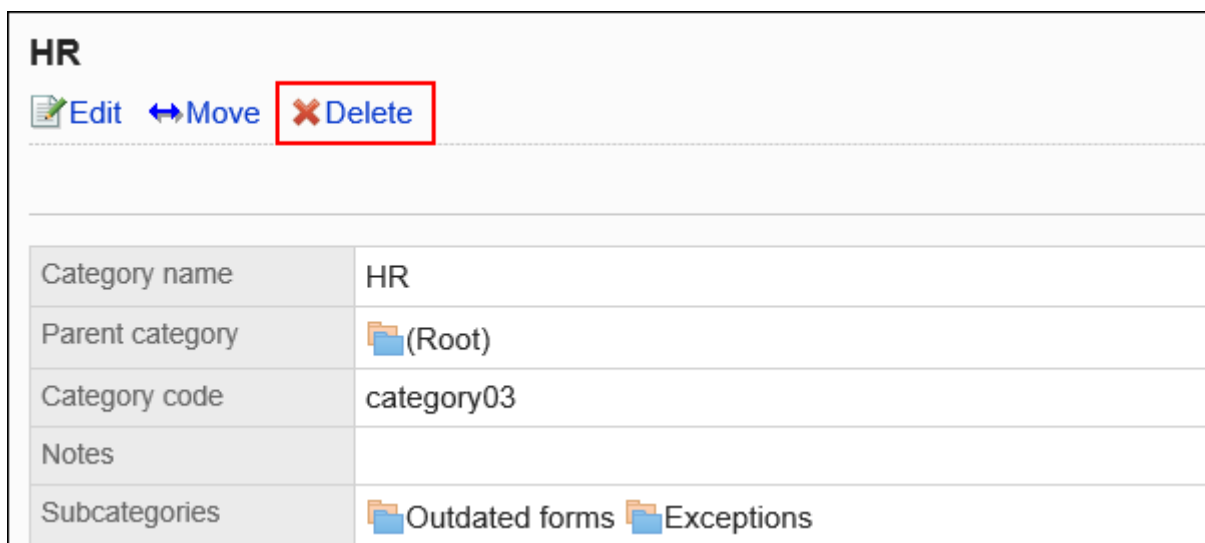 HR
Edit Move Delete
Category name HR
Parent category (Root)
Category code category03
Notes
Subcategories Outdated forms Exceptions